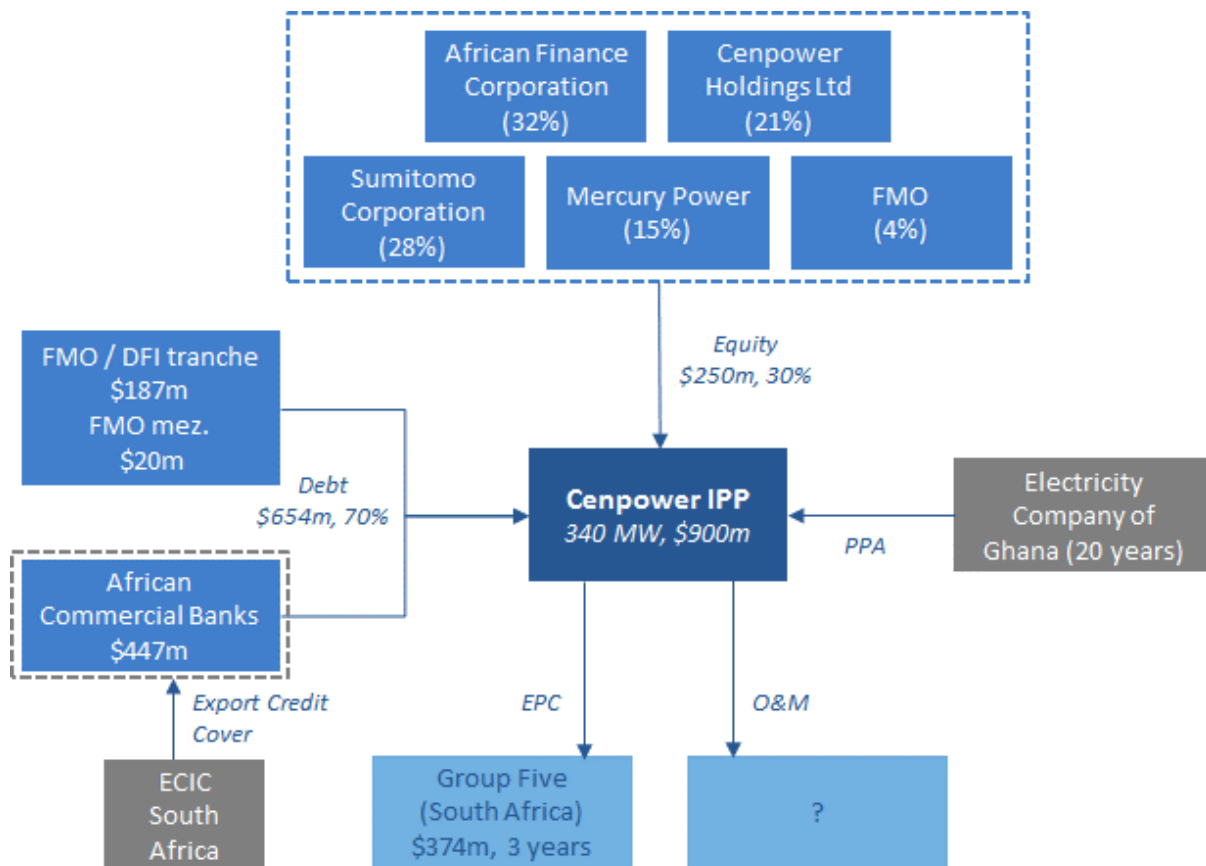 African Finance
Corporation
(32%)
Cenpower
Holdings Ltd
(21%)
Sumitomo
Corporation
(28%)
Mercury Power
(15%)
FMO
(4%)
Equity
$250m, 30%
FMO / DFI tranche
$187m
FMO mez.
$20m
Debt
$654m, 70%
Cenpower IPP
340 MW, $900m
PPA
Electricity
Company of
Ghana (20 years)
African
Commercial Banks
$447m
Export Credit
Cover
EPC
O&M
ECIC
South
Africa
Group Five
(South Africa)
$374m, 3 years
?